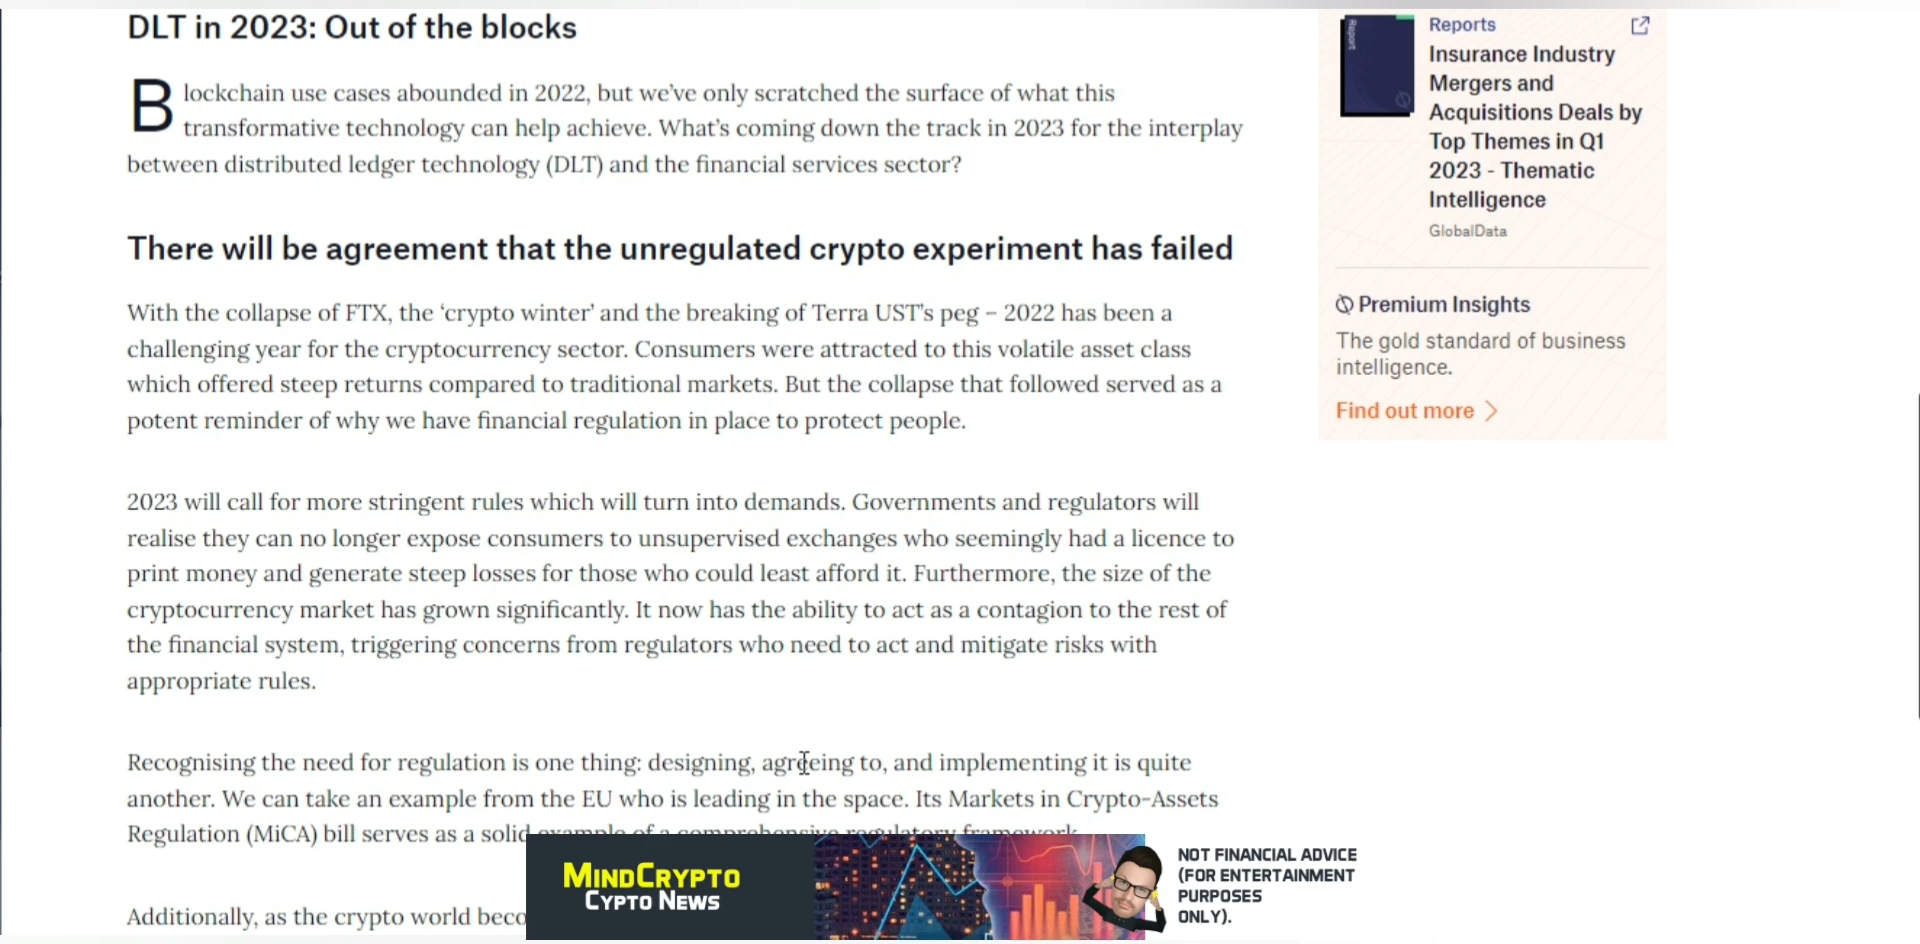 DLT in 2023: Out of the blocks
Blockchain use cases abounded in 2022, but we've only scratched the surface of what this
transformative technology can help achieve. What's coming down the track in 2023 for the interplay
between distributed ledger technology (DLT) and the financial services sector?
There will be agreement that the unregulated crypto experiment has failed
With the collapse of FTX, the ‘crypto winter’ and the breaking of Terra UST's peg – 2022 has been a
challenging year for the cryptocurrency sector. Consumers were attracted to this volatile asset class
which offered steep returns compared to traditional markets. But the collapse that followed served as a
potent reminder of why we have financial regulation in place to protect people.
2023 will call for more stringent rules which will turn into demands. Governments and regulators will
realise they can no longer expose consumers to unsupervised exchanges who seemingly had a licence to
print money and generate steep losses for those who could least afford it. Furthermore, the size of the
cryptocurrency market has grown significantly. It now has the ability to act as a contagion to the rest of
the financial system, triggering concerns from regulators who need to act and mitigate risks with
appropriate rules.
Recognising the need for regulation is one thing: designing, agreeing to, and implementing it is quite
another. We can take an example from the EU who is leading in the space. Its Markets in Crypto-Assets
Regulation (MiCA) bill serves as a solid example of a comprehensive regulatory framework.
Additionally, as the crypto world beco
Report
Reports
Insurance Industry
Mergers and
Acquisitions Deals by
Top Themes in Q1
2023 - Thematic
Intelligence
GlobalData
Premium Insights
The gold standard of business
intelligence.
Find out more
MINDCRYPTO
CYPTO NEWS
NOT FINANCIAL ADVICE
(FOR ENTERTAINMENT
PURPOSES
ONLY).